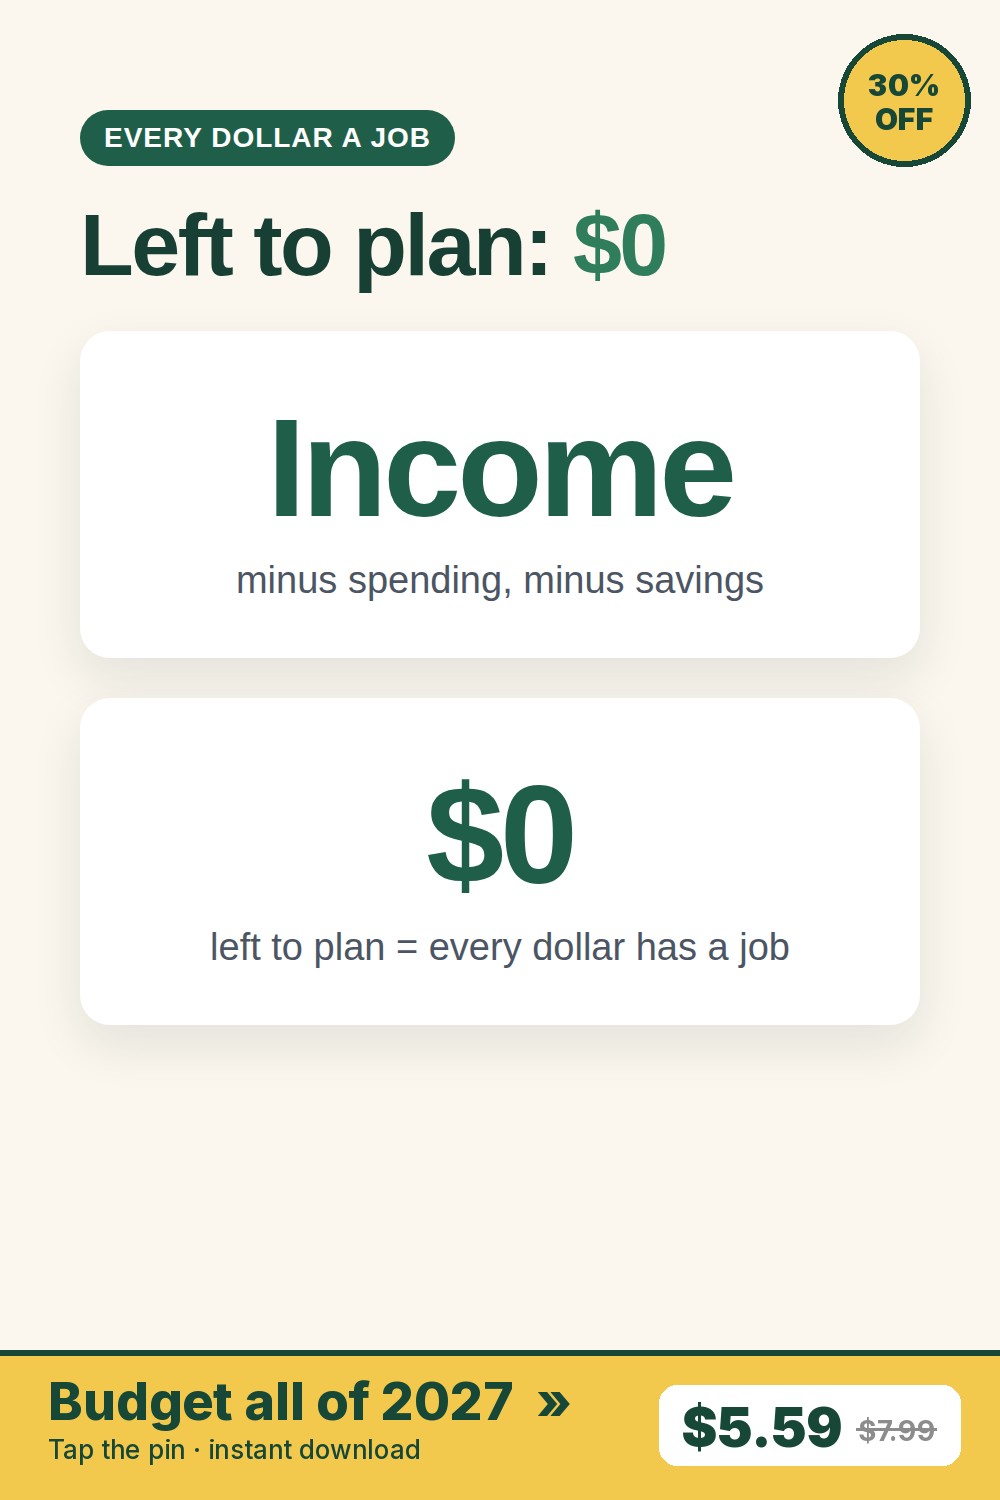 30%
OFF
EVERY DOLLAR A JOB
Left to plan: $0
Income
minus spending, minus savings
$0
left to plan = every dollar has a job
Budget all of 2027 »
Tap the pin · instant download
$5.59 $7.99